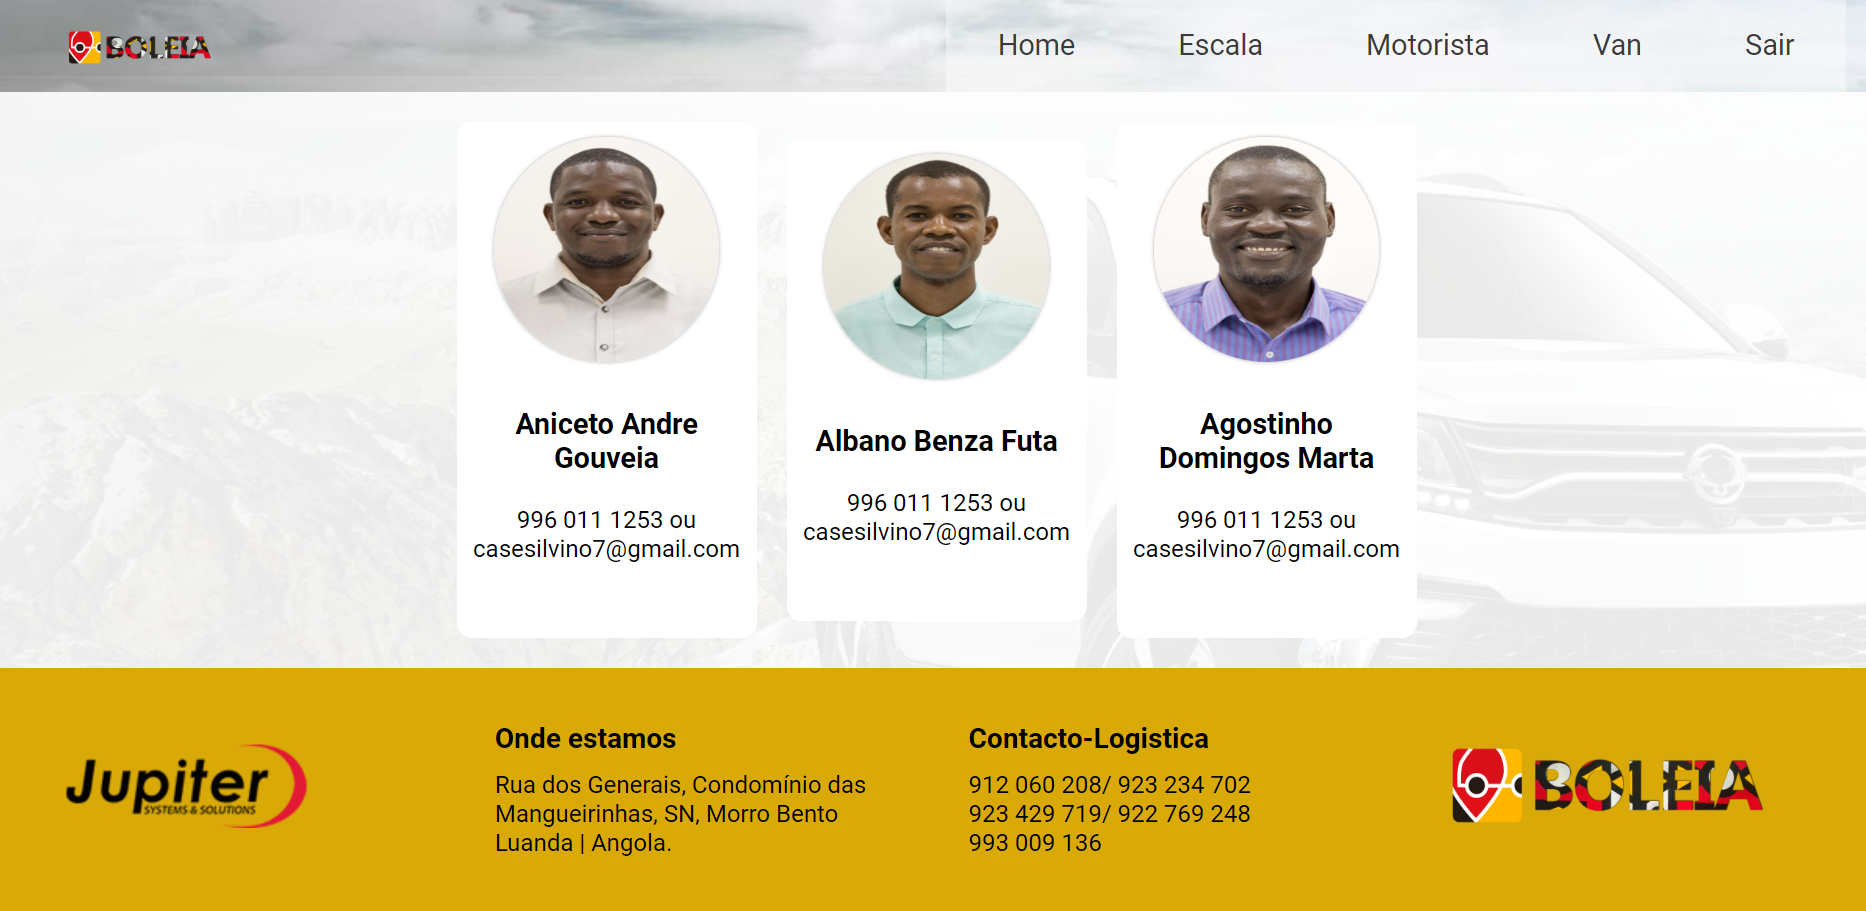 BOLEIA
Home Escala Motorista Van Sair
Aniceto Andre
Gouveia
996 011 1253 ou
casesilvino7@gmail.com
Albano Benza Futa
996 011 1253 ou
casesilvino7@gmail.com
Agostinho
Domingos Marta
996 011 1253 ou
casesilvino7@gmail.com
Jupiter
SYSTEMS & SOLUTIONS
Onde estamos
Rua dos Generais, Condomínio das
Mangueirinhas, SN, Morro Bento
Luanda | Angola.
Contacto-Logistica
912 060 208/ 923 234 702
923 429 719/ 922 769 248
993 009 136
BOLEIA